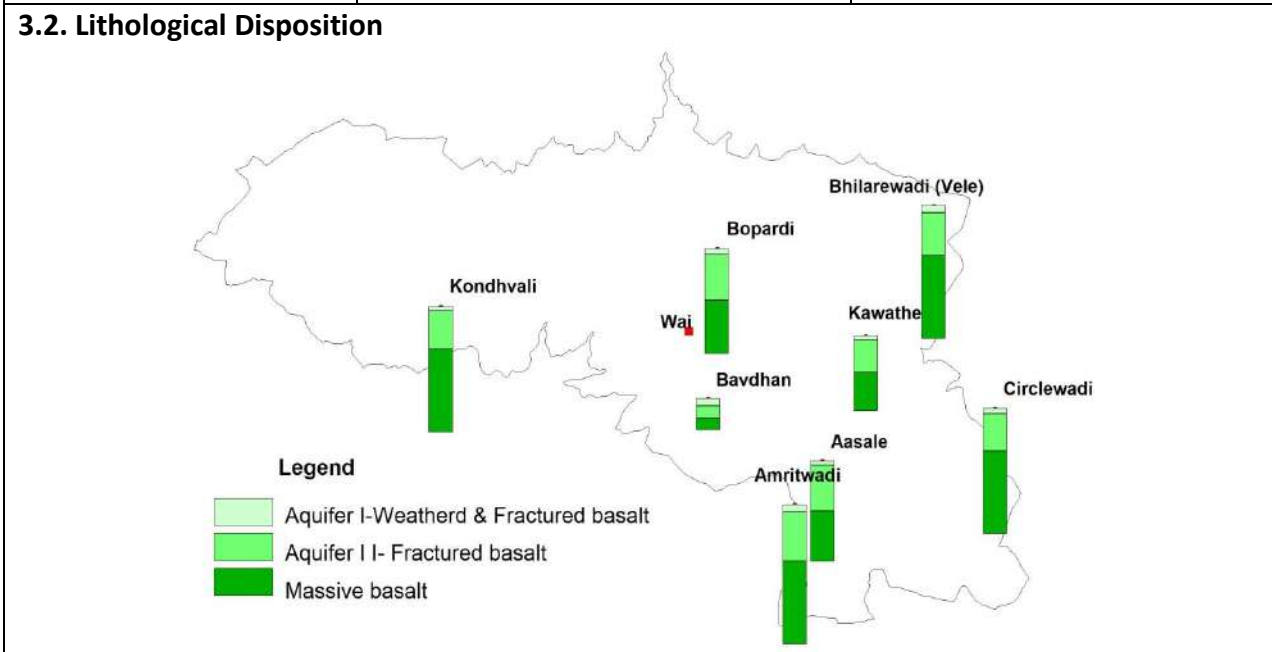 3.2. Lithological Disposition
Bhilarewadi (Vele)
Bopardi
Kondhvali
Kawathe
Wai
Bavdhan
Circlewadi
Aasale
Legend
Amritwadi
Aquifer I-Weatherd & Fractured basalt
Aquifer I I- Fractured basalt
Massive basalt